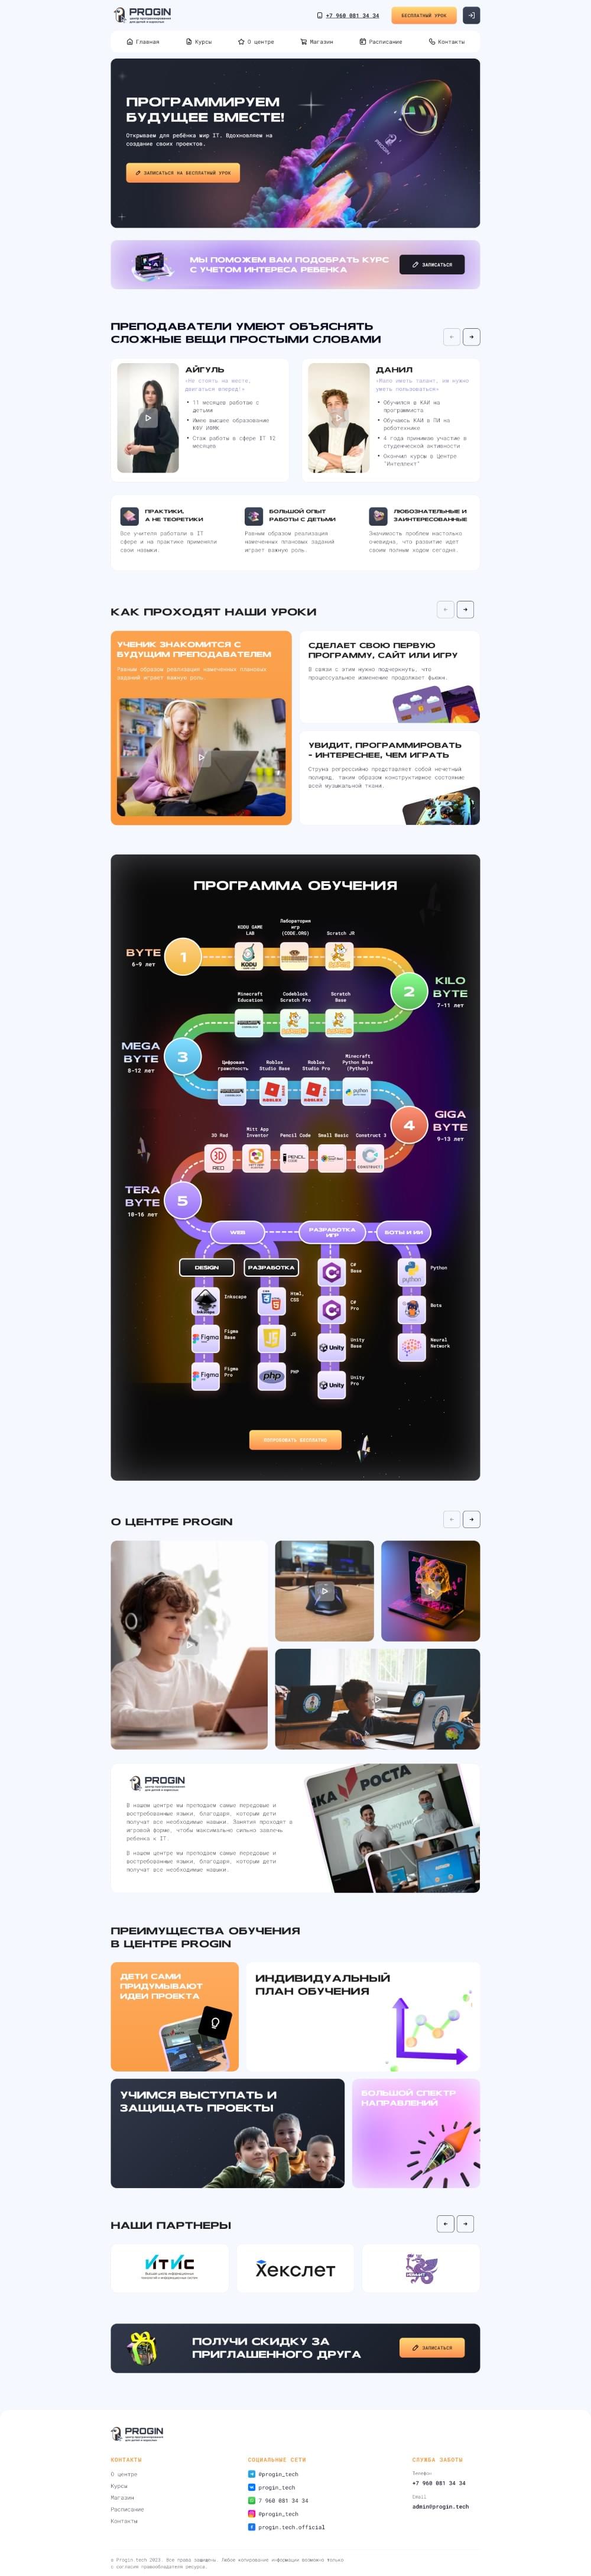 PROGIN
+7 960 081 34 34
БЕСПЛАТНЫЙ УРОК
Главная
Курсы
О центре
Магазин
Расписание
Контакты
ПРОГРАММИРУЕМ
БУДУЩЕЕ ВМЕСТЕ!
Открываем для ребёнка мир IT. Вдохновляем на
создание своих проектов.
ЗАПИСАТЬСЯ НА БЕСПЛАТНЫЙ УРОК
МЫ ПОМОЖЕМ ВАМ ПОДОБРАТЬ КУРС
С УЧЕТОМ ИНТЕРЕСА РЕБЕНКА
ЗАПИСАТЬСЯ
ПРЕПОДАВАТЕЛИ УМЕЮТ ОБЪЯСНЯТЬ
СЛОЖНЫЕ ВЕЩИ ПРОСТЫМИ СЛОВАМИ
АЙГУЛЬ
«Не стоять на месте,
двигаться вперед!»
11 месяцев работаю с
детьми
Имею высшее образование
КФУ ИФМК
Стаж работы в сфере IT 12
месяцев
ДАНИЛ
«Мало иметь талант, им нужно
уметь пользоваться»
Обучился в КАИ на
программиста
Обучаюсь КАИ в ПИ на
роботехника
4 года принимаю участие в
студенческой активности
Окончил курсы в Центре
"Интеллект"
ПРАКТИКИ,
А НЕ ТЕОРЕТИКИ
Все учителя работали в IT
сфере и на практике применяли
свои навыки.
БОЛЬШОЙ ОПЫТ
РАБОТЫ С ДЕТЬМИ
Равным образом реализация
намеченных плановых заданий
играет важную роль.
ЛЮБОЗНАТЕЛЬНЫЕ И
ЗАИНТЕРЕСОВАННЫЕ
Значимость проблем настолько
очевидна, что развитие идет
своим полным ходом сегодня.
КАК ПРОХОДЯТ НАШИ УРОКИ
УЧЕНИК ЗНАКОМИТСЯ С
БУДУЩИМ ПРЕПОДАВАТЕЛЕМ
Равным образом реализация намеченных плановых
заданий играет важную роль.
СДЕЛАЕТ СВОЮ ПЕРВУЮ
ПРОГРАММУ, САЙТ ИЛИ ИГРУ
В связи с этим нужно подчеркнуть, что
процессуальное изменение продолжает фьюжн.
УВИДИТ, ПРОГРАММИРОВАТЬ
- ИНТЕРЕСНЕЕ, ЧЕМ ИГРАТЬ
Струна регрессийно представляет собой нечетный
полиряд, таким образом конструктивное состояние
всей музыкальной ткани.
ПРОГРАММА ОБУЧЕНИЯ
BYTE
6-9 лет
1
KODU GAME
LAB
Лаборатория
игр
(CODE.ORG)
Scratch JR
2
KILO
BYTE
7-11 лет
Minecraft
Education
Codeblock
Scratch Pro
Scratch
Base
MEGA
BYTE
8-12 лет
3
Цифровая
грамотность
Roblox
Studio Base
Roblox
Studio Pro
Minecraft
Python Base
(Python)
4
GIGA
BYTE
9-13 лет
3D Rad
Mitt App
Inventor
Pencil Code
Small Basic
Construct 3
TERA
BYTE
10-16 лет
5
WEB
РАЗРАБОТКА
ИГР
БОТЫ И ИИ
DESIGN
РАЗРАБОТКА
Inkscape
Figma
Base
Figma
Pro
Html,
CSS
JS
PHP
C#
Base
C#
Pro
Unity
Base
Unity
Pro
Python
Bots
Neural
Network
ПОПРОБОВАТЬ БЕСПЛАТНО
О ЦЕНТРЕ PROGIN
PROGIN
В нашем центре мы преподаем самые передовые и
востребованные языки, благодаря, которым дети
получат все необходимые навыки. Занятия проходят в
игровой форме, чтобы максимально сильно завлечь
ребенка к IT.
В нашем центре мы преподаем самые передовые и
востребованные языки, благодаря, которым дети
получат все необходимые навыки.
ПРЕИМУЩЕСТВА ОБУЧЕНИЯ
В ЦЕНТРЕ PROGIN
ДЕТИ САМИ
ПРИДУМЫВАЮТ
ИДЕИ ПРОЕКТА
ИНДИВИДУАЛЬНЫЙ
ПЛАН ОБУЧЕНИЯ
УЧИМСЯ ВЫСТУПАТЬ И
ЗАЩИЩАТЬ ПРОЕКТЫ
БОЛЬШОЙ СПЕКТР
НАПРАВЛЕНИЙ
НАШИ ПАРТНЕРЫ
ИТИС
Хекслет
ПОЛУЧИ СКИДКУ ЗА
ПРИГЛАШЕННОГО ДРУГА
ЗАПИСАТЬСЯ
PROGIN
КОНТАКТЫ
О центре
Курсы
Магазин
Расписание
Контакты
СОЦИАЛЬНЫЕ СЕТИ
@progin_tech
progin_tech
7 960 081 34 34
@progin_tech
progin.tech.official
СЛУЖБА ЗАБОТЫ
Телефон
+7 960 081 34 34
Email
admin@progin.tech
© Progin tech 2023. Все права защищены. Любое копирование информации возможно только
с согласия правообладателя ресурса.